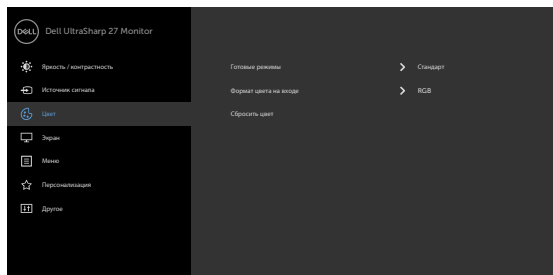 DELL Dell UltraSharp 27 Monitor
Яркость / контрастность
Источник сигнала
Цвет
Экран
Меню
Персонализация
Другое
Готовые режимы Стандарт
Формат цвета на входе RGB
Сбросить цвет